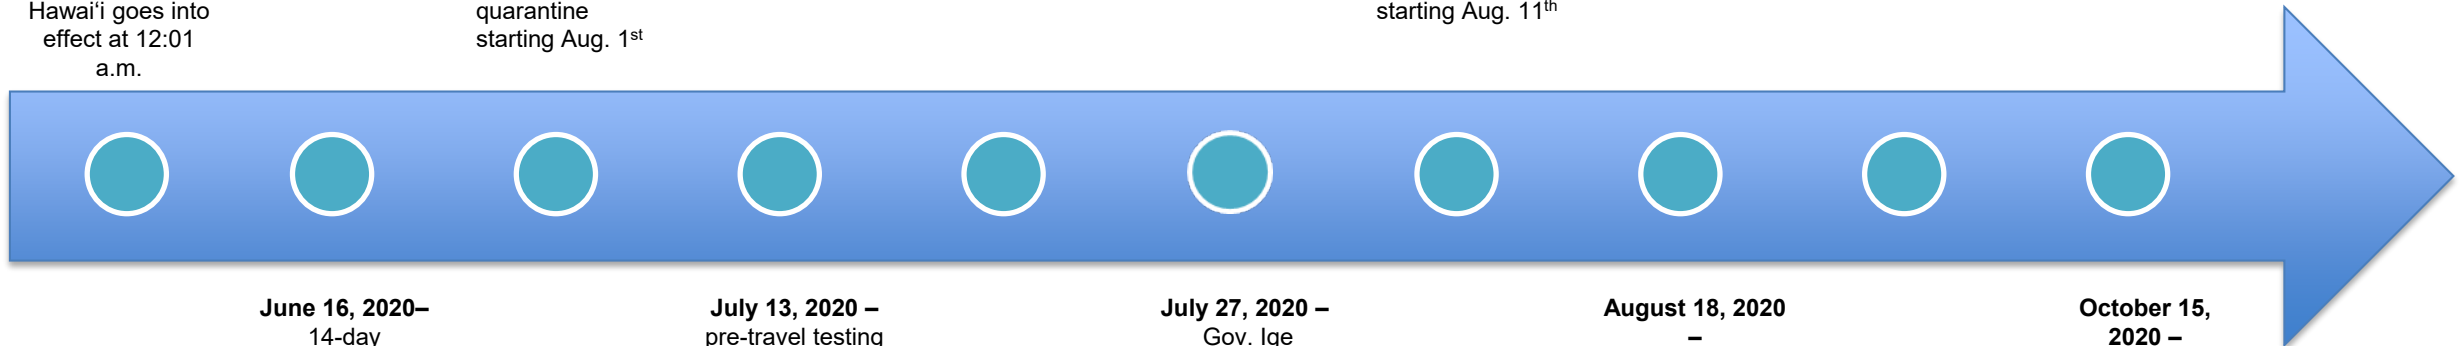 Hawai‘i goes into
effect at 12:01
a.m.
quarantine
starting Aug. 1st
starting Aug. 11th
June 16, 2020–
14-day
July 13, 2020 –
pre-travel testing
July 27, 2020 –
Gov. Ige
August 18, 2020
–
October 15,
2020 –